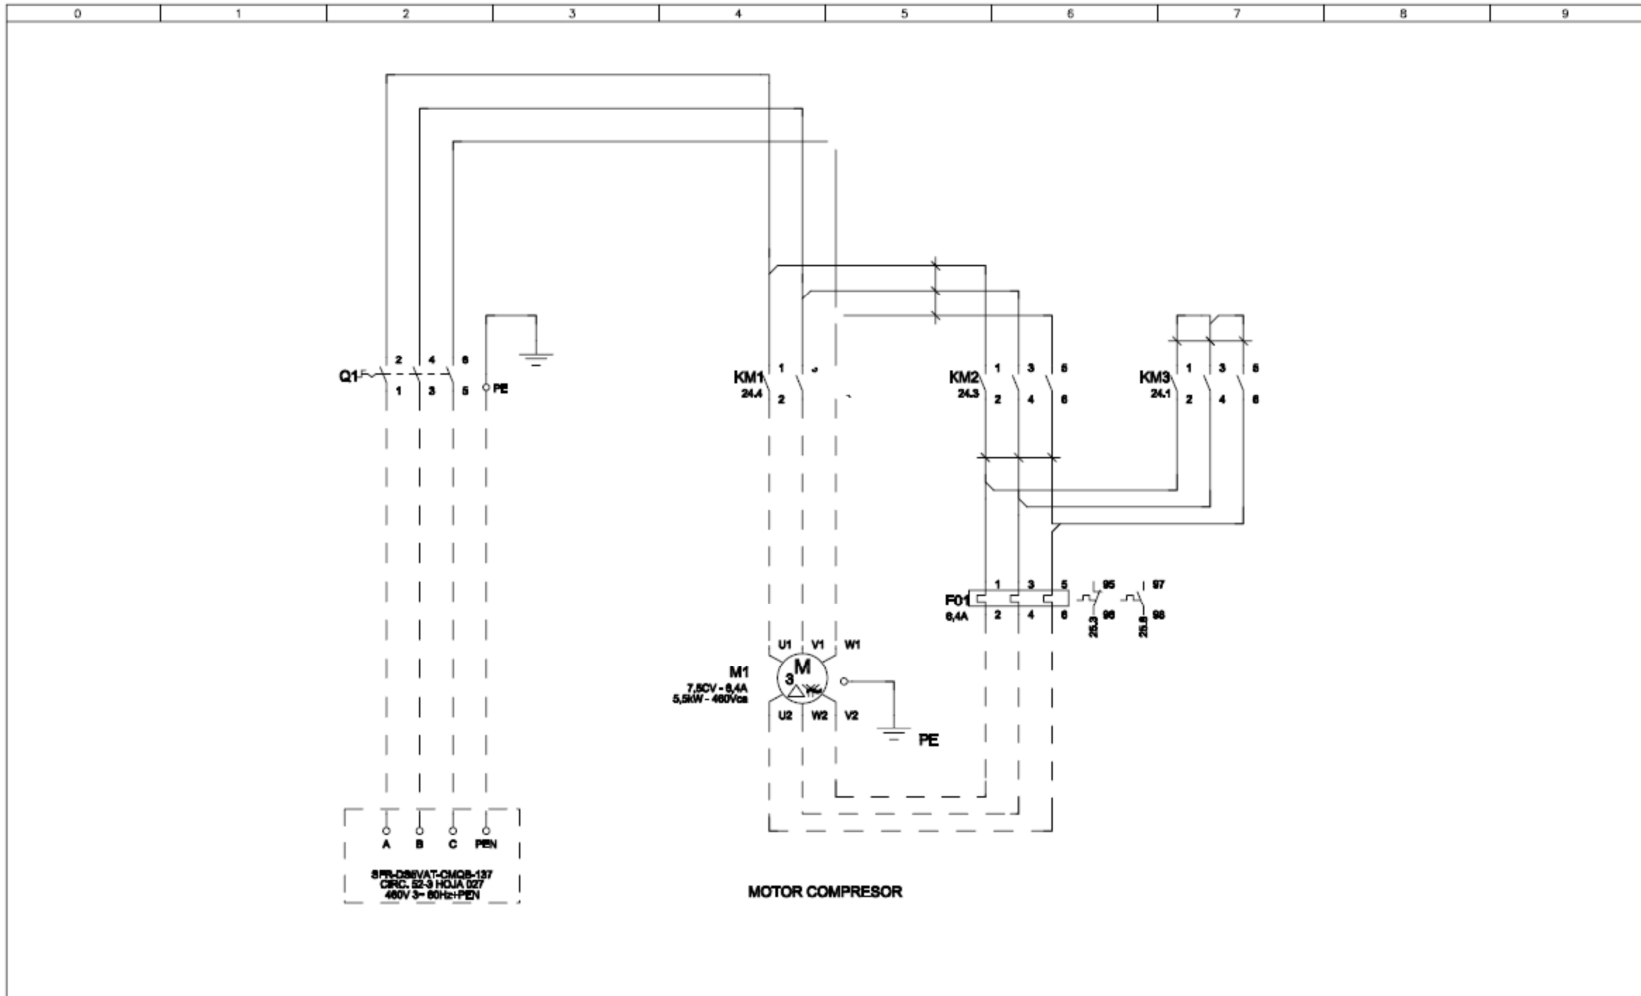 0 1 2 3 4 5 6 7 8 9
2 4 6
Q1
1 3 5 PE
1
KM1
24.4
2
1 3 5
KM2
24.3
2 4 6
1 3 5
KM3
24.1
2 4 6
1 3 5 95 97
F01
6,4A
2 4 6 96 98
25.3 25.8
U1 V1 W1
M1
M
3
7,5CV - 6,4A
5,5kW - 460Vca
U2 W2 V2
PE
A B C PEN
CIRC. 52-3 HOJA 027
460V 3~ 60Hz+PEN
MOTOR COMPRESOR